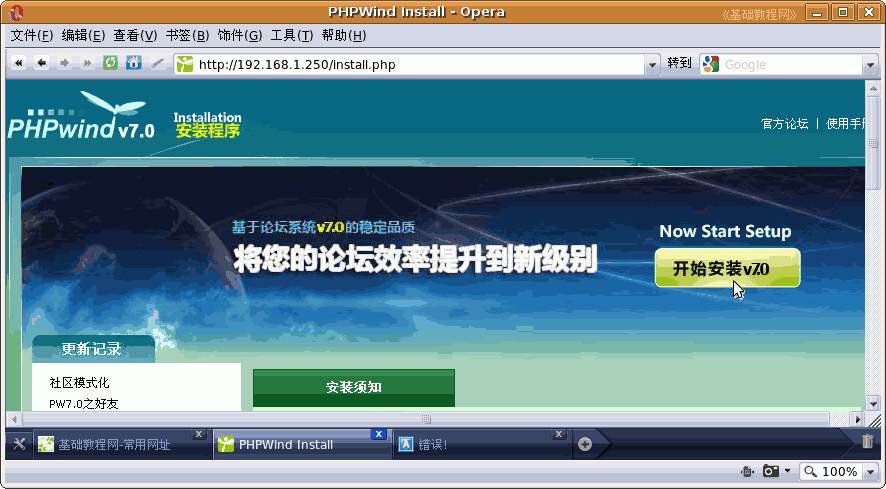 PHPWind Install - Opera
《基础教程网》
文件(F) 编辑(E) 查看(V) 书签(B) 饰件(G) 工具(T) 帮助(H)
http://192.168.1.250/install.php 转到 Google
PHPwind v7.0
Installation
安装程序
官方论坛 | 使用手册
基于论坛系统v7.0的稳定品质
将您的论坛效率提升到新级别
Now Start Setup
开始安装v7.0
更新记录
社区模式化
PW7.0之好友
安装须知
基础教程网-常用网址 x PHPWind Install x 错误! x
100%